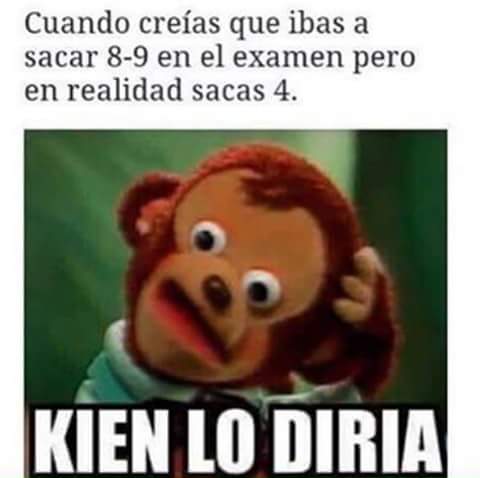 Cuando creías que ibas a
sacar 8-9 en el examen pero
en realidad sacas 4.
KIEN LO DIRIA